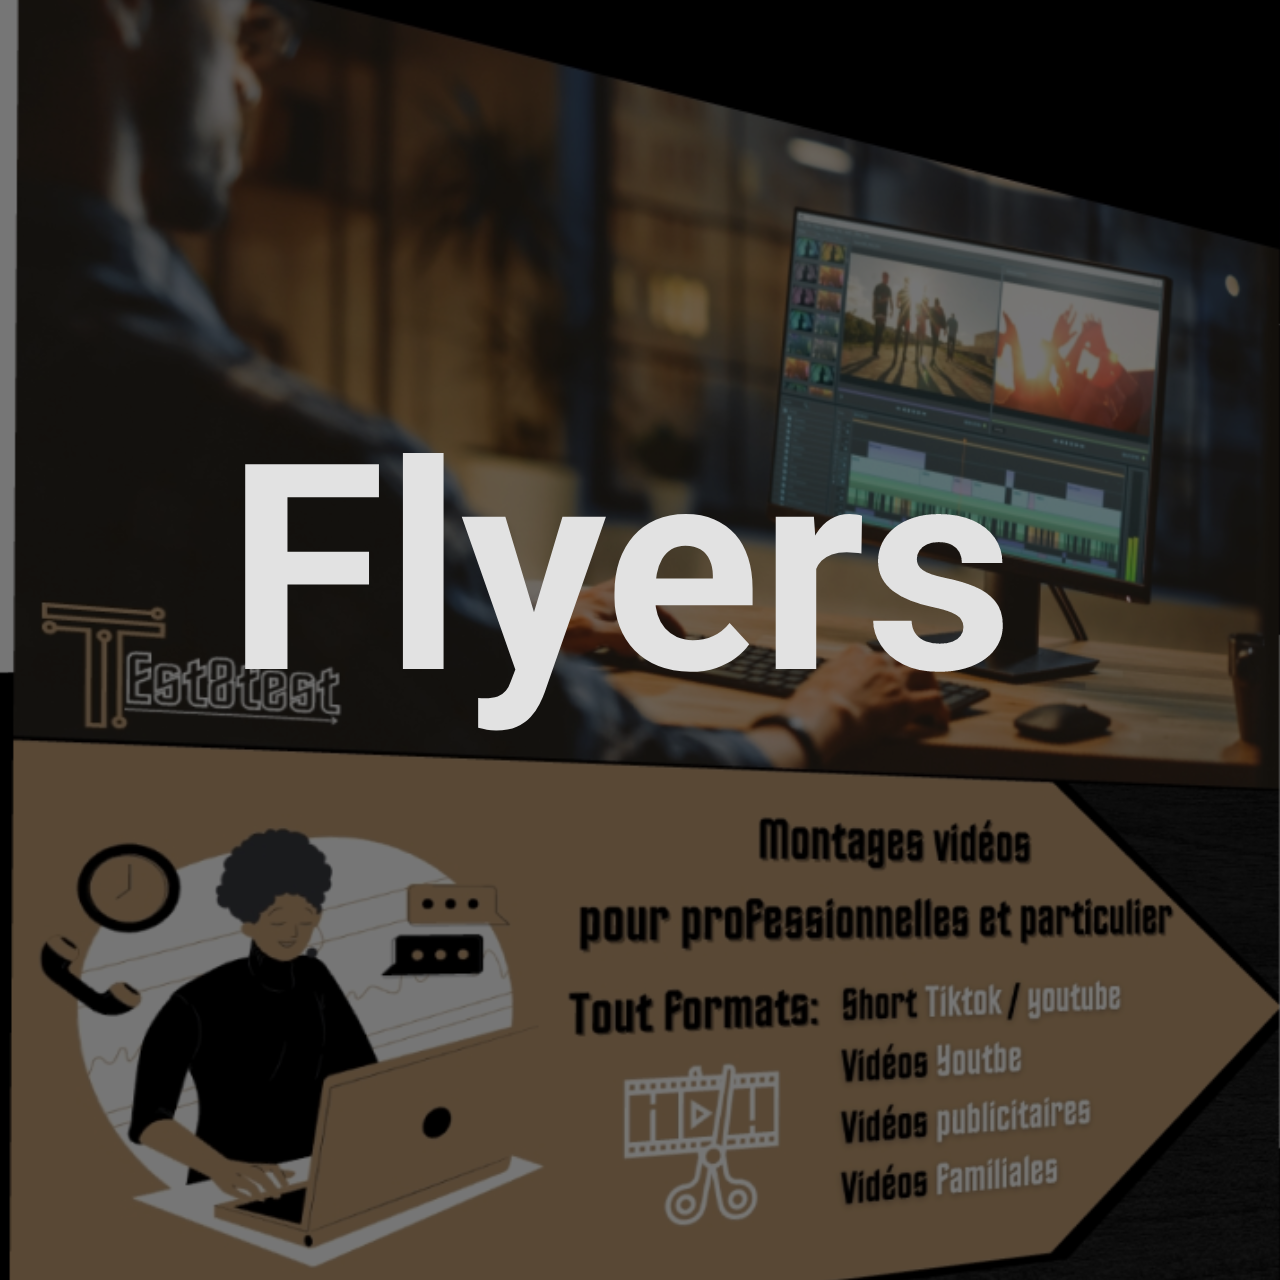 Flyers
TEst8test
Montages vidéos
pour professionnelles et particulier
Tout formats:
Short Tiktok / youtube
Vidéos Youtbe
Vidéos publicitaires
Vidéos familiales